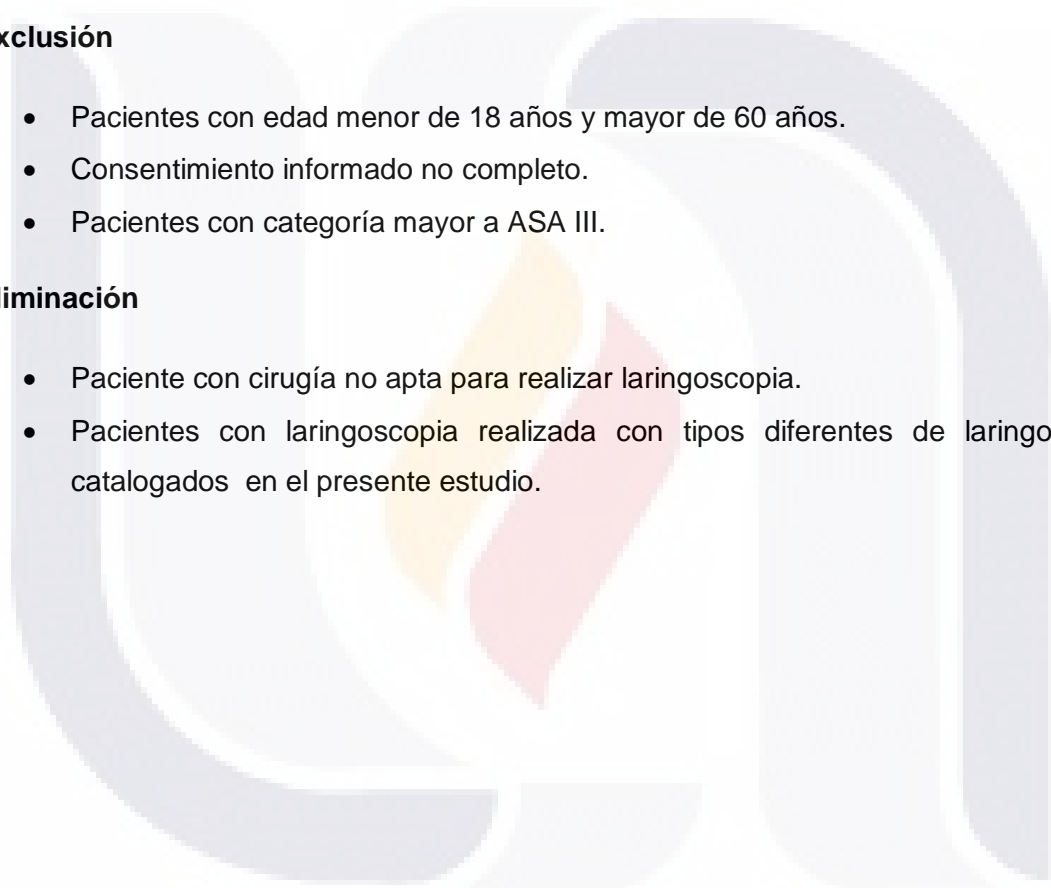 xclusión
• Pacientes con edad menor de 18 años y mayor de 60 años.
• Consentimiento informado no completo.
• Pacientes con categoría mayor a ASA III.
liminación
• Paciente con cirugía no apta para realizar laringoscopia.
• Pacientes con laringoscopia realizada con tipos diferentes de laringo
catalogados en el presente estudio.